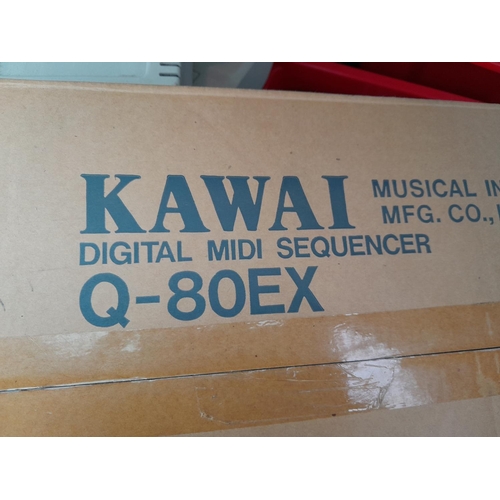 KAWAI
MUSICAL IN
MFG. CO.,
DIGITAL MIDI SEQUENCER
Q-80EX